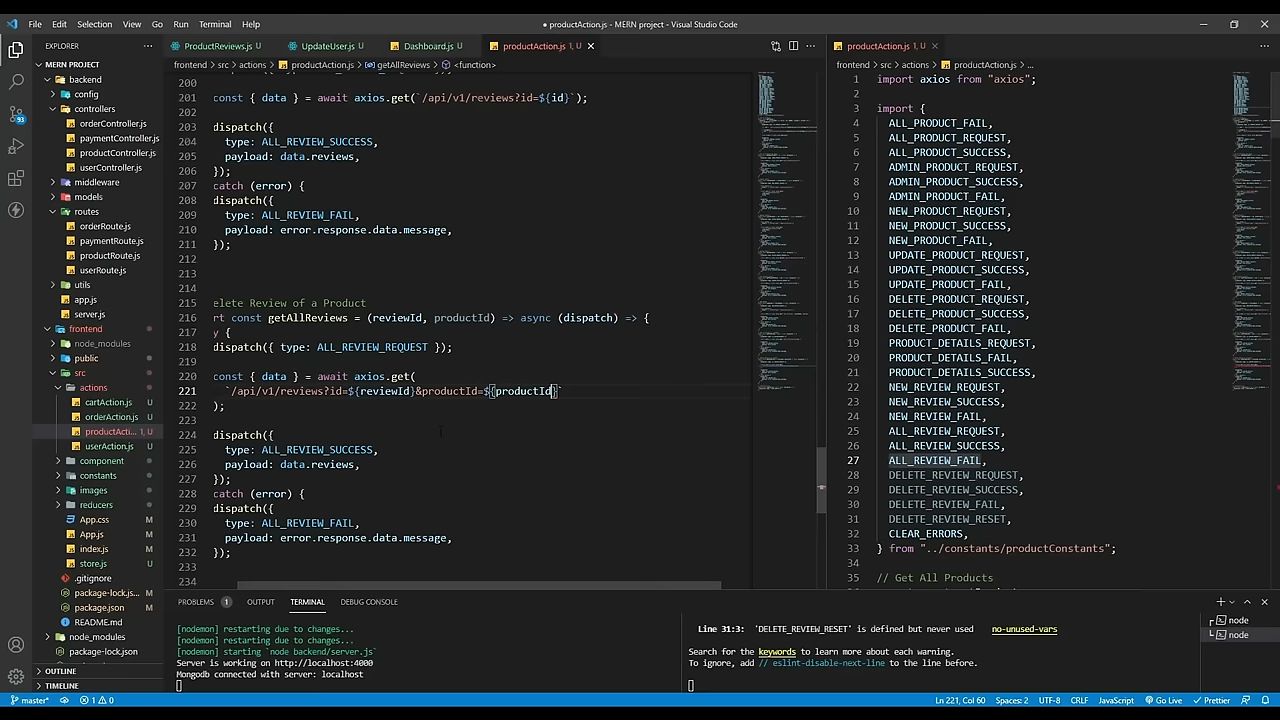 File Edit Selection View Go Run Terminal Help
● productAction.js - MERN project - Visual Studio Code
EXPLORER
MERN PROJECT
backend
config
controllers
orderController.js
paymentController.js
productController.js
userController.js
middleware
models
routes
orderRoute.js
paymentRoute.js
productRoute.js
userRoute.js
utils
app.js
server.js
frontend
node_modules
public
src
actions
cartAction.js U
orderAction.js U
productActi... 1, U
userAction.js U
component
constants
images
reducers
App.css M
App.js M
index.js M
store.js U
.gitignore
package-lock.js... M
package.json M
README.md
node_modules
package-lock.json
OUTLINE
TIMELINE
93
ProductReviews.js U
UpdateUser.js U
Dashboard.js U
productAction.js 1, U
frontend > src > actions > productAction.js > getAllReviews > <function>
200
201 const { data } = await axios.get(`/api/v1/reviews?id=${id}`);
202
203 dispatch({
204 type: ALL_REVIEW_SUCCESS,
205 payload: data.reviews,
206 });
207 catch (error) {
208 dispatch({
209 type: ALL_REVIEW_FAIL,
210 payload: error.response.data.message,
211 });
212
213
214
215 elete Review of a Product
216 rt const getAllReviews = (reviewId, productId) => async (dispatch) => {
217 y {
218 dispatch({ type: ALL_REVIEW_REQUEST });
219
220 const { data } = await axios.get(
221 `/api/v1/reviews?id=${reviewId}&productId=${productId}
222 );
223
224 dispatch({
225 type: ALL_REVIEW_SUCCESS,
226 payload: data.reviews,
227 });
228 catch (error) {
229 dispatch({
230 type: ALL_REVIEW_FAIL,
231 payload: error.response.data.message,
232 });
233
234
productAction.js 1, U
frontend > src > actions > productAction.js > ...
1 import axios from "axios";
2
3 import {
4 ALL_PRODUCT_FAIL,
5 ALL_PRODUCT_REQUEST,
6 ALL_PRODUCT_SUCCESS,
7 ADMIN_PRODUCT_REQUEST,
8 ADMIN_PRODUCT_SUCCESS,
9 ADMIN_PRODUCT_FAIL,
10 NEW_PRODUCT_REQUEST,
11 NEW_PRODUCT_SUCCESS,
12 NEW_PRODUCT_FAIL,
13 UPDATE_PRODUCT_REQUEST,
14 UPDATE_PRODUCT_SUCCESS,
15 UPDATE_PRODUCT_FAIL,
16 DELETE_PRODUCT_REQUEST,
17 DELETE_PRODUCT_SUCCESS,
18 DELETE_PRODUCT_FAIL,
19 PRODUCT_DETAILS_REQUEST,
20 PRODUCT_DETAILS_FAIL,
21 PRODUCT_DETAILS_SUCCESS,
22 NEW_REVIEW_REQUEST,
23 NEW_REVIEW_SUCCESS,
24 NEW_REVIEW_FAIL,
25 ALL_REVIEW_REQUEST,
26 ALL_REVIEW_SUCCESS,
27 ALL_REVIEW_FAIL,
28 DELETE_REVIEW_REQUEST,
29 DELETE_REVIEW_SUCCESS,
30 DELETE_REVIEW_FAIL,
31 DELETE_REVIEW_RESET,
32 CLEAR_ERRORS,
33 } from "../constants/productConstants";
34
35 // Get All Products
PROBLEMS 1 OUTPUT TERMINAL DEBUG CONSOLE
[nodemon] restarting due to changes...
[nodemon] restarting due to changes...
[nodemon] starting `node backend/server.js`
Server is working on http://localhost:4000
Mongodb connected with server: localhost
Line 31:3: 'DELETE_REVIEW_RESET' is defined but never used no-unused-vars
Search for the keywords to learn more about each warning.
To ignore, add // eslint-disable-next-line to the line before.
node
node
master* 1 0
Ln 221, Col 60 Spaces: 2 UTF-8 CRLF JavaScript Go Live Prettier